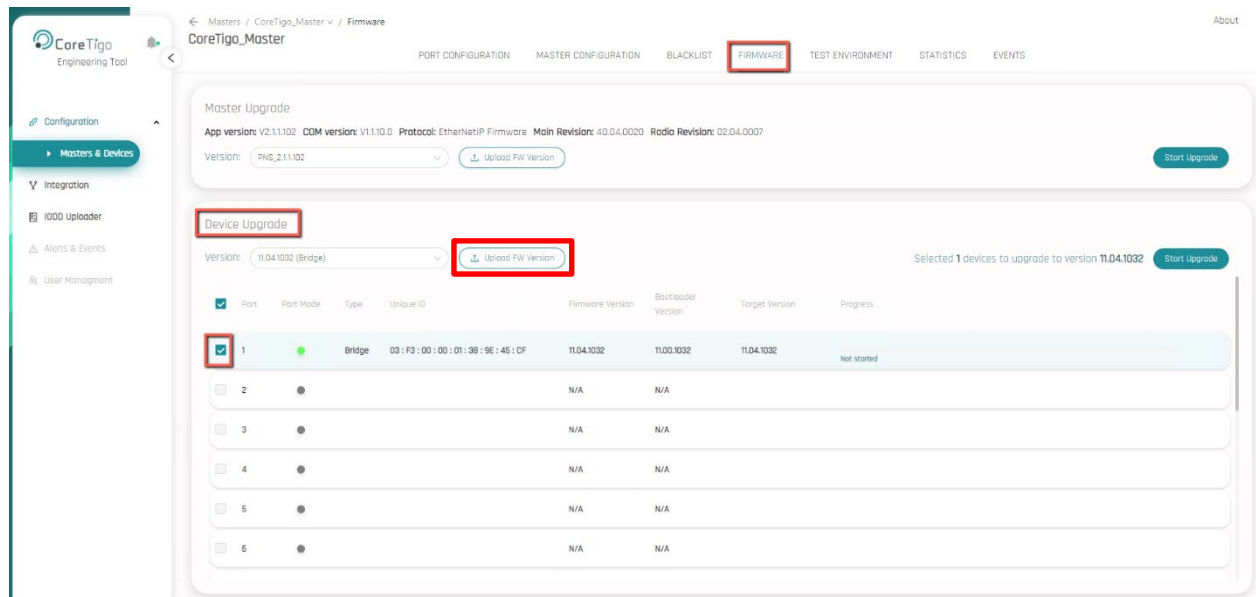 ← Masters / CoreTigo_Master / Firmware
About
CoreTigo
Engineering Tool
CoreTigo_Master
PORT CONFIGURATION MASTER CONFIGURATION BLACKLIST FIRMWARE TEST ENVIRONMENT STATISTICS EVENTS
Configuration
Masters & Devices
Integration
IODD Uploader
Alerts & Events
User Managment
Master Upgrade
App version: V2.1.1.102 COM version: V1.1.10.0 Protocol: EtherNetIP Firmware Main Revision: 40.04.0020 Radio Revision: 02.04.0007
Version: PNS_2.1.1.102 Upload FW Version Start Upgrade
Device Upgrade
Version: 11.04.1032 (Bridge) Upload FW Version Selected 1 devices to upgrade to version 11.04.1032 Start Upgrade
Port Port Mode Type Unique ID Firmware Version Bootloader Version Target Version Progress
1 Bridge 03 : F3 : 00 : 00 : 01 : 38 : 9E : 45 : CF 11.04.1032 11.00.1032 11.04.1032 Not started
2 N/A N/A
3 N/A N/A
4 N/A N/A
5 N/A N/A
6 N/A N/A